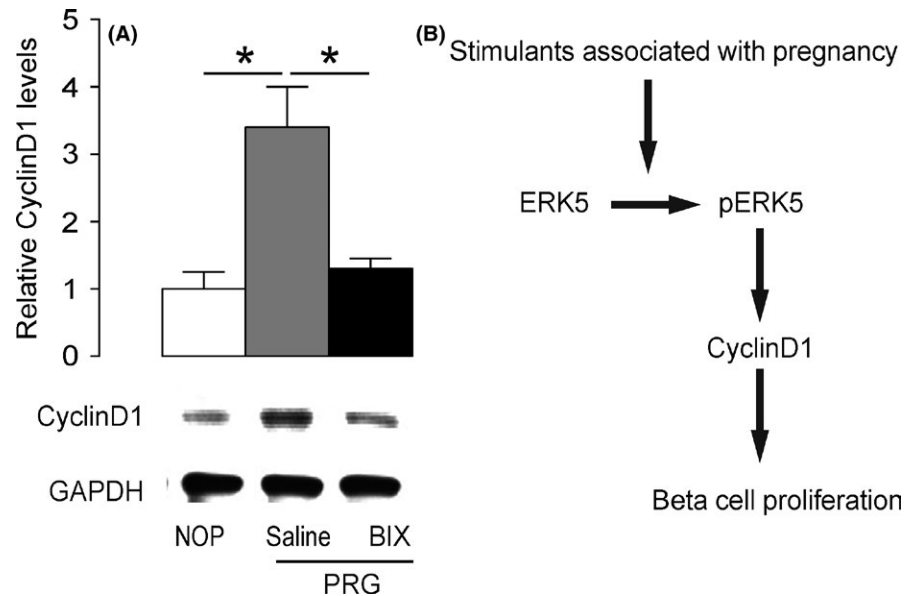 (A)
Relative CyclinD1 levels
5
4
3
2
1
0
* *
CyclinD1
GAPDH
NOP Saline BIX
PRG
(B)
Stimulants associated with pregnancy
ERK5 pERK5
CyclinD1
Beta cell proliferation